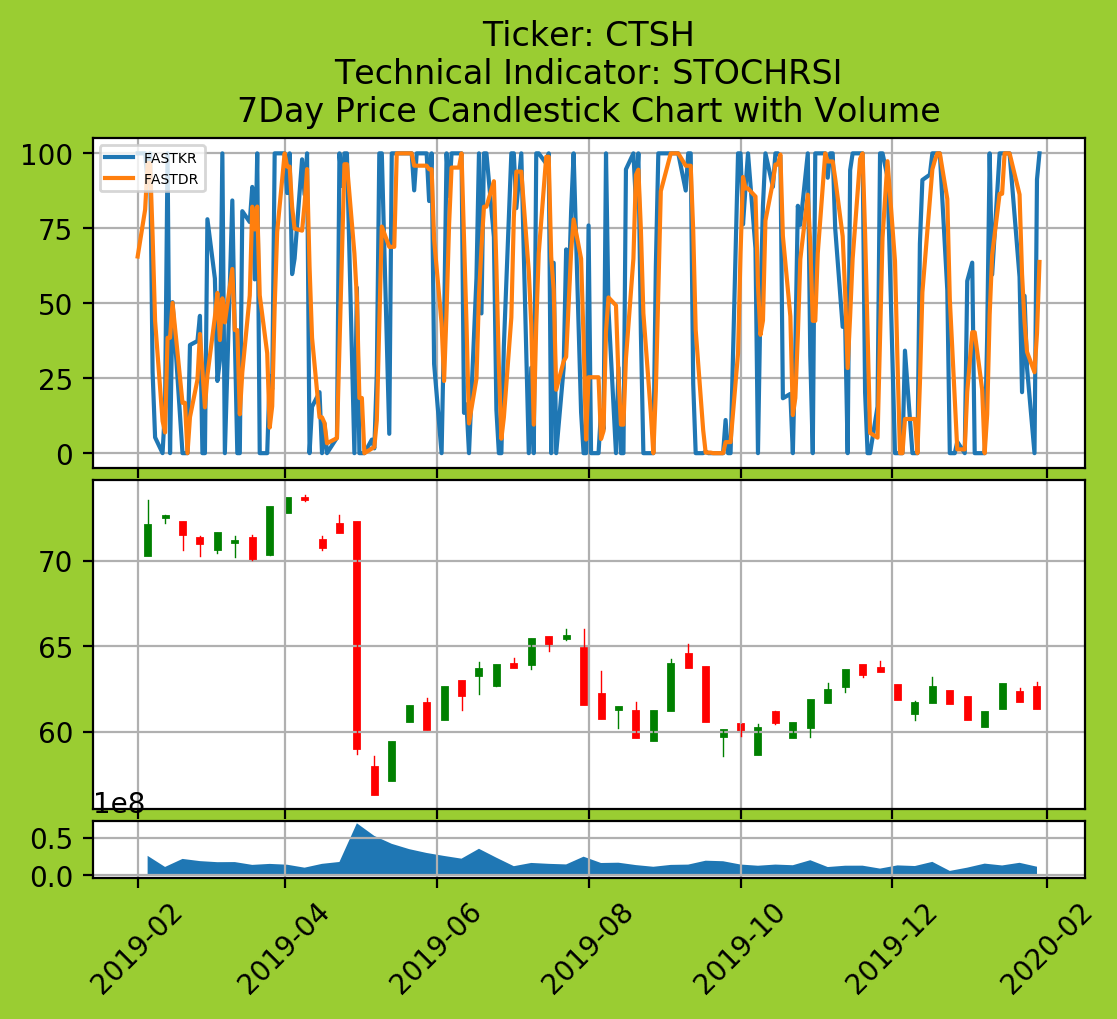 Ticker: CTSH
Technical Indicator: STOCHRSI
7Day Price Candlestick Chart with Volume
100
75
50
25
0
FASTKR
FASTDR
70
65
60
1e8
0.5
0.0
2019-02
2019-04
2019-06
2019-08
2019-10
2019-12
2020-02